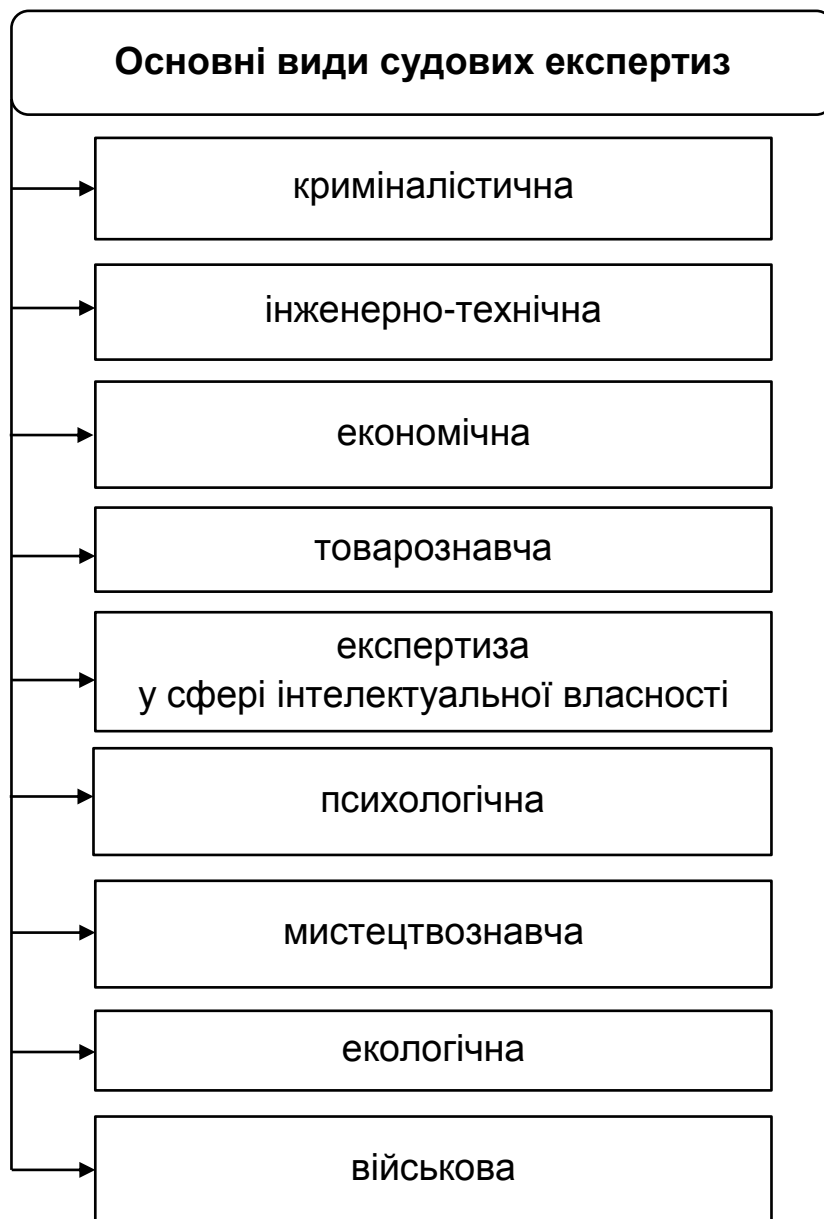 Основні види судових експертиз
криміналістична
інженерно-технічна
економічна
товарознавча
експертиза
у сфері інтелектуальної власності
психологічна
мистецтвознавча
екологічна
військова